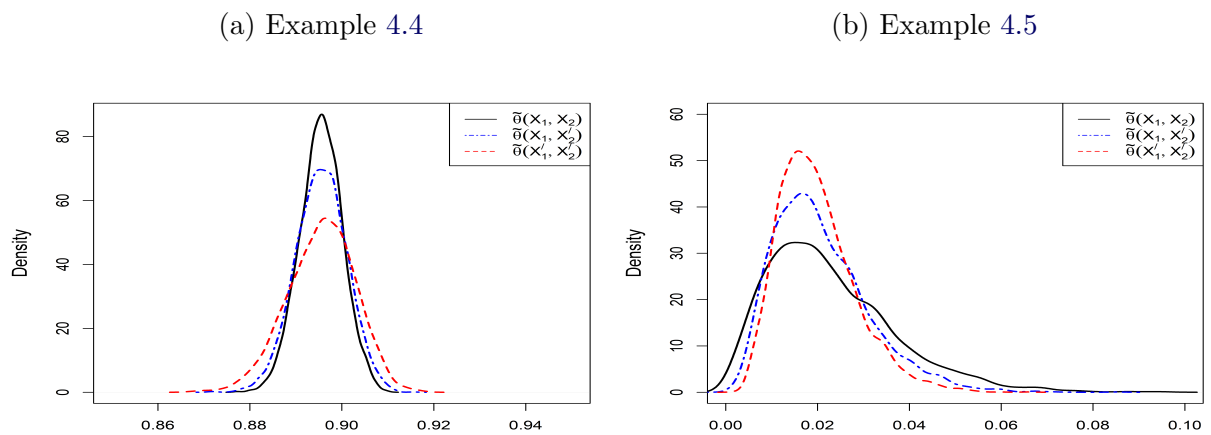 (a) Example 4.4
(b) Example 4.5
Density
0 20 40 60 80
0.86 0.88 0.90 0.92 0.94
θ̃(X₁, X₂)
θ̃(X₁, X₂′)
θ̃(X₁′, X₂′)
Density
0 10 20 30 40 50 60
0.00 0.02 0.04 0.06 0.08 0.10
θ̃(X₁, X₂)
θ̃(X₁, X₂′)
θ̃(X₁′, X₂′)